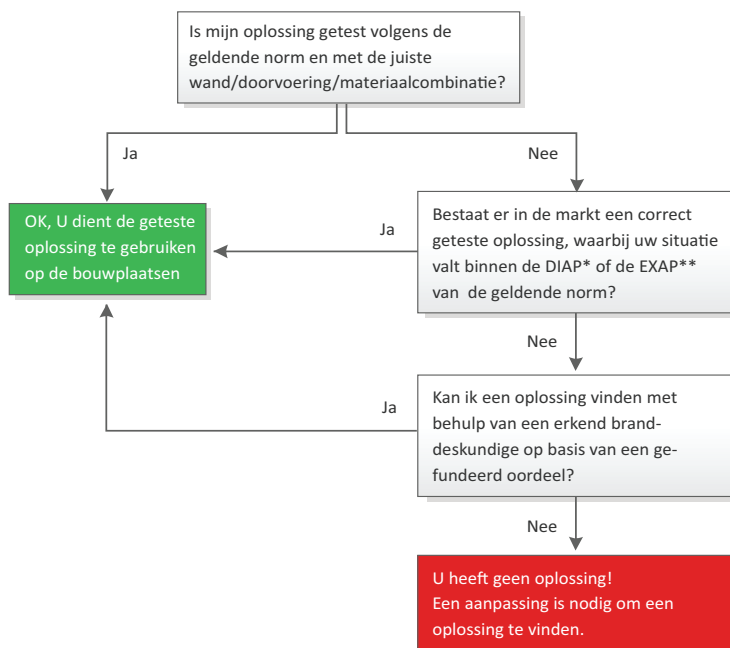 Is mijn oplossing getest volgens de
geldende norm en met de juiste
wand/doorvoering/materiaalcombinatie?
Ja
Nee
OK, U dient de geteste
oplossing te gebruiken
op de bouwplaatsen
Ja
Bestaat er in de markt een correct
geteste oplossing, waarbij uw situatie
valt binnen de DIAP* of de EXAP**
van de geldende norm?
Nee
Ja
Kan ik een oplossing vinden met
behulp van een erkend brand-
deskundige op basis van een ge-
fundeerd oordeel?
Nee
U heeft geen oplossing!
Een aanpassing is nodig om een
oplossing te vinden.